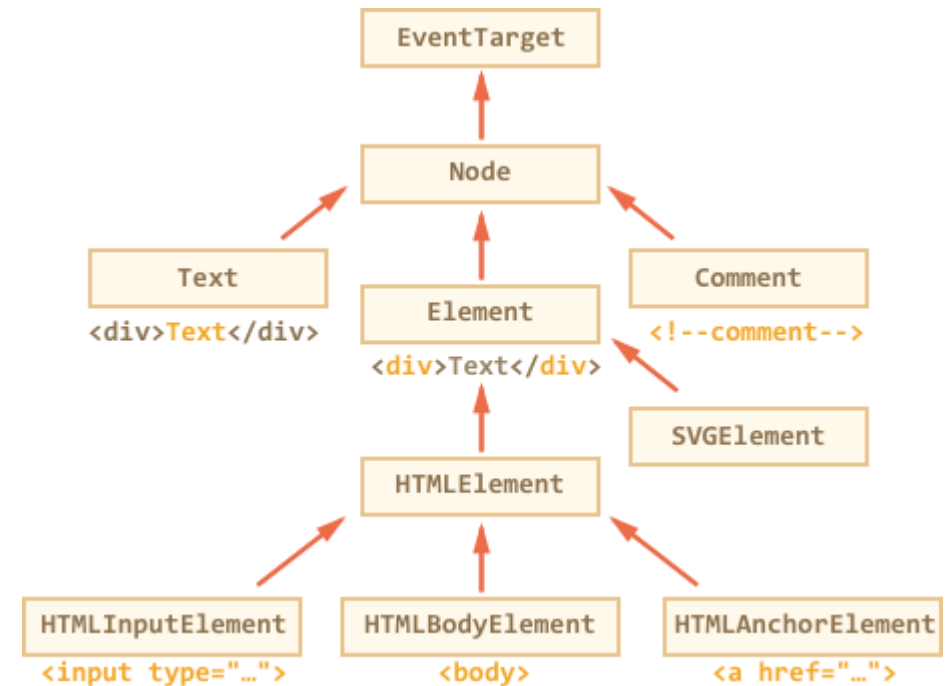 EventTarget
Node
Text
<div>Text</div>
Element
<div>Text</div>
Comment
<!--comment-->
SVGElement
HTMLElement
HTMLInputElement
<input type="…">
HTMLBodyElement
<body>
HTMLAnchorElement
<a href="…">